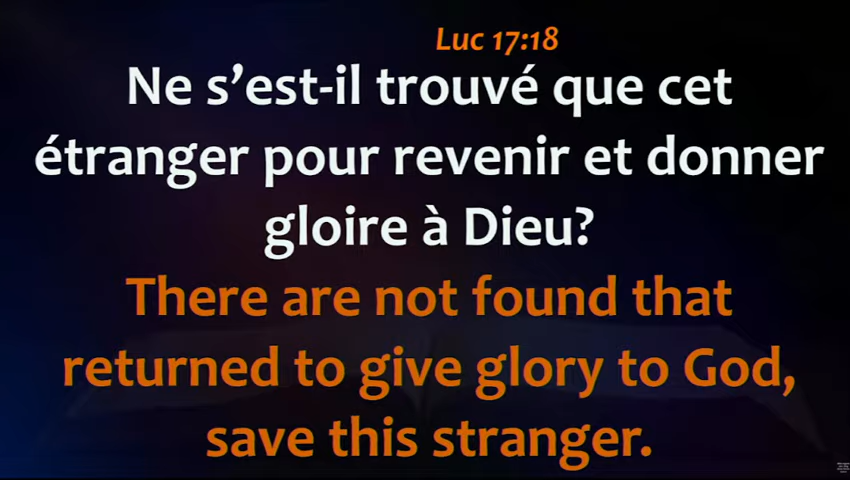 Luc 17:18
Ne s’est-il trouvé que cet
étranger pour revenir et donner
gloire à Dieu?
There are not found that
returned to give glory to God,
save this stranger.